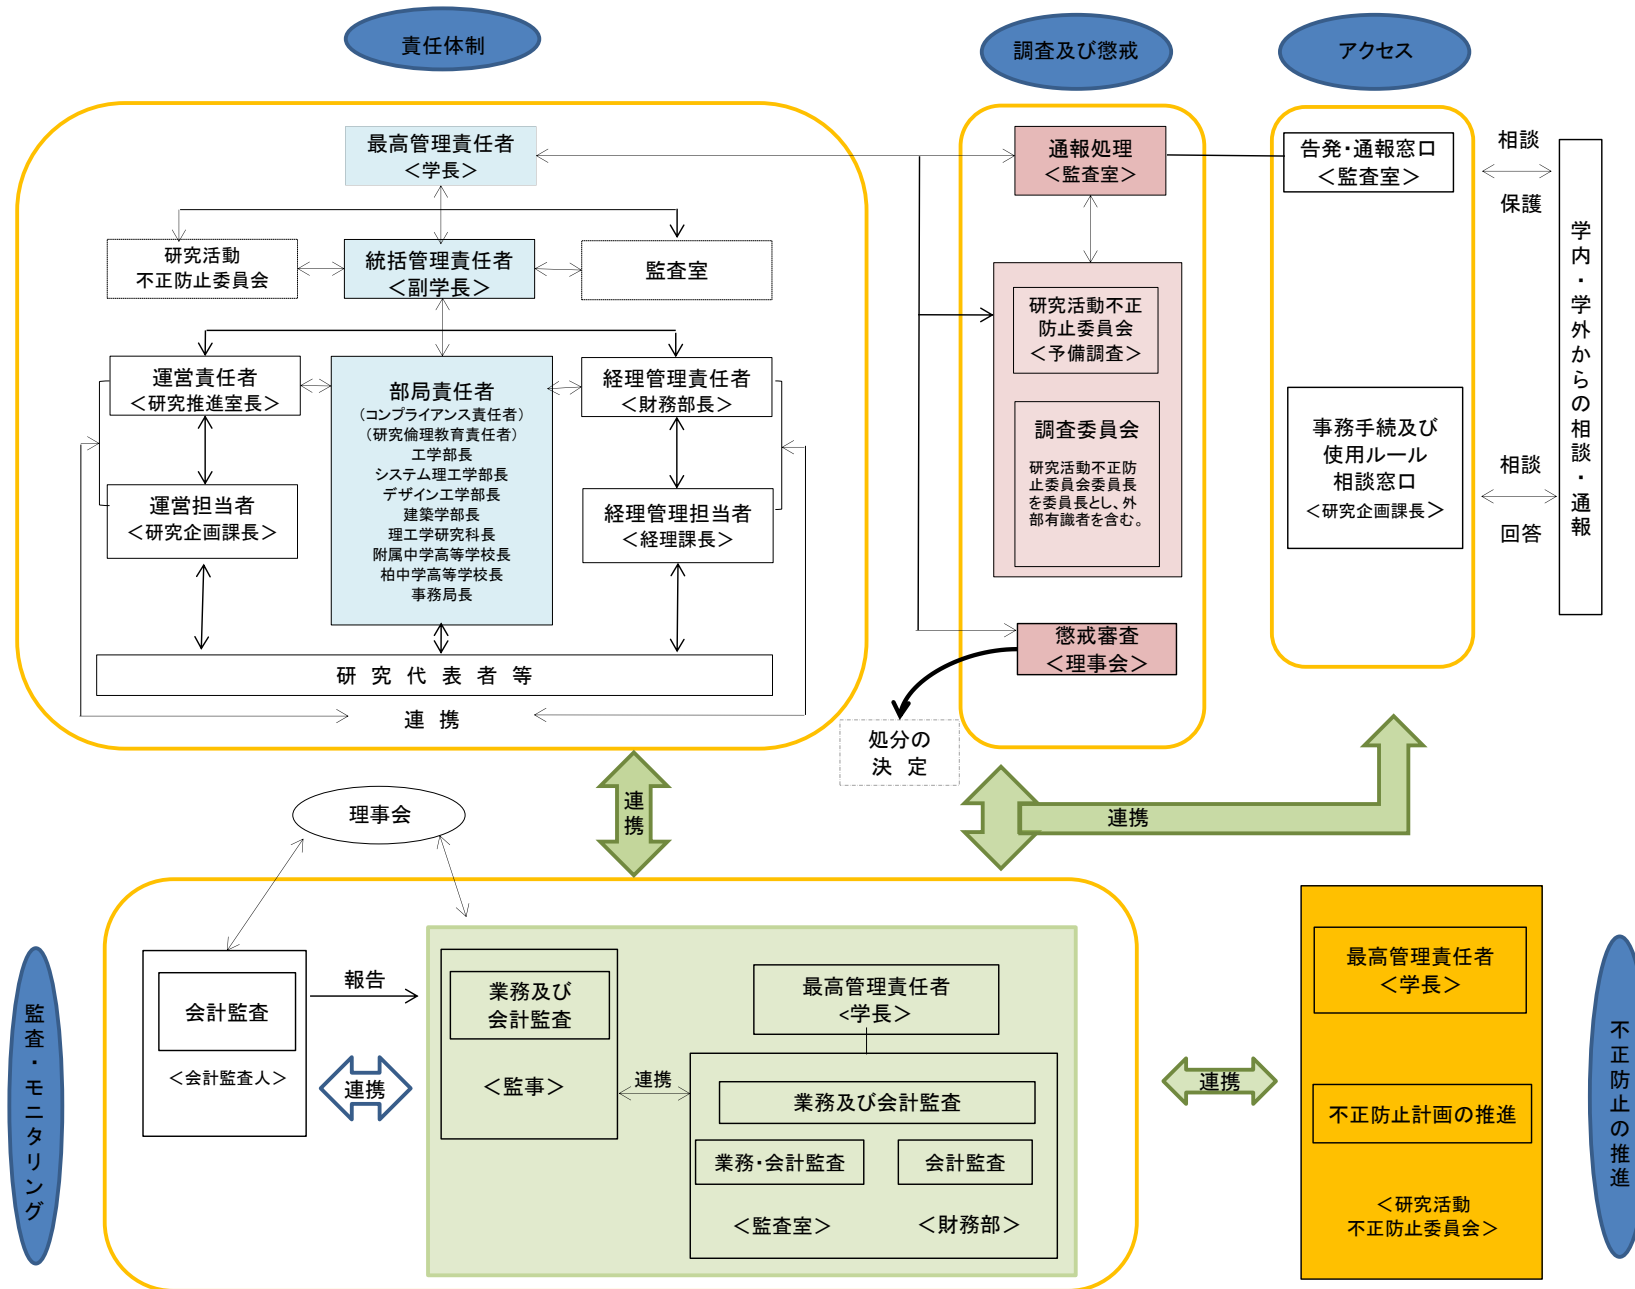 責任体制
調査及び懲戒
アクセス
最高管理責任者
＜学長＞
研究活動
不正防止委員会
統括管理責任者
＜副学長＞
監査室
運営責任者
＜研究推進室長＞
部局責任者
（コンプライアンス責任者）
（研究倫理教育責任者）
工学部長
システム理工学部長
デザイン工学部長
建築学部長
理工学研究科長
附属中学高等学校長
柏中学高等学校長
事務局長
経理管理責任者
＜財務部長＞
運営担当者
＜研究企画課長＞
経理管理担当者
＜経理課長＞
研 究 代 表 者 等
連 携
通報処理
＜監査室＞
研究活動不正
防止委員会
＜予備調査＞
調査委員会
研究活動不正防
止委員会委員長
を委員長とし、外
部有識者を含む。
懲戒審査
＜理事会＞
処分の
決 定
告発・通報窓口
＜監査室＞
相談
保護
事務手続及び
使用ルール
相談窓口
＜研究企画課長＞
相談
回答
学内・学外からの相談・通報
連携
連携
理事会
監査・モニタリング
会計監査
＜会計監査人＞
報告
連携
業務及び
会計監査
＜監事＞
連携
最高管理責任者
<学長＞
業務及び会計監査
業務・会計監査
会計監査
＜監査室＞
＜財務部＞
連携
最高管理責任者
＜学長＞
不正防止計画の推進
＜研究活動
不正防止委員会＞
不正防止の推進